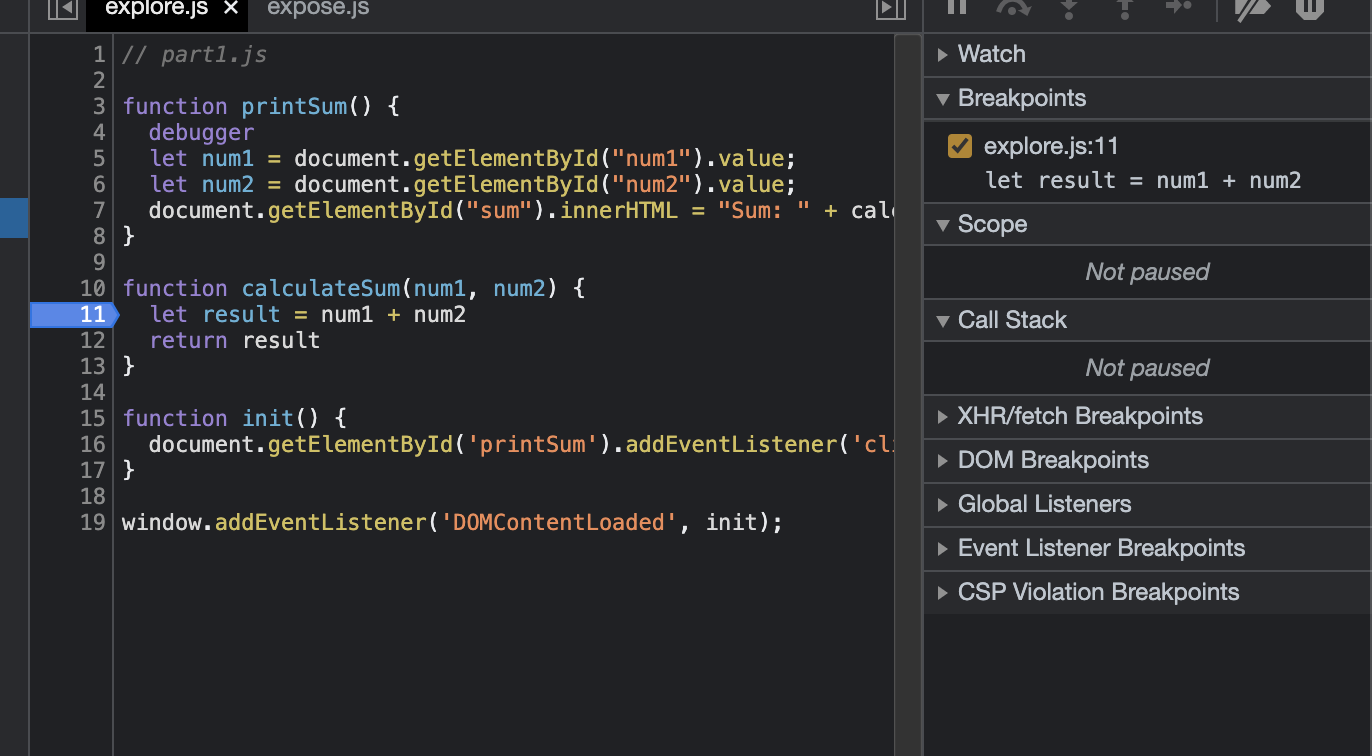 explore.js × expose.js
1 // part1.js
2
3 function printSum() {
4 debugger
5 let num1 = document.getElementById("num1").value;
6 let num2 = document.getElementById("num2").value;
7 document.getElementById("sum").innerHTML = "Sum: " + calc
8 }
9
10 function calculateSum(num1, num2) {
11 let result = num1 + num2
12 return result
13 }
14
15 function init() {
16 document.getElementById('printSum').addEventListener('cli
17 }
18
19 window.addEventListener('DOMContentLoaded', init);
Watch
Breakpoints
explore.js:11
let result = num1 + num2
Scope
Not paused
Call Stack
Not paused
XHR/fetch Breakpoints
DOM Breakpoints
Global Listeners
Event Listener Breakpoints
CSP Violation Breakpoints